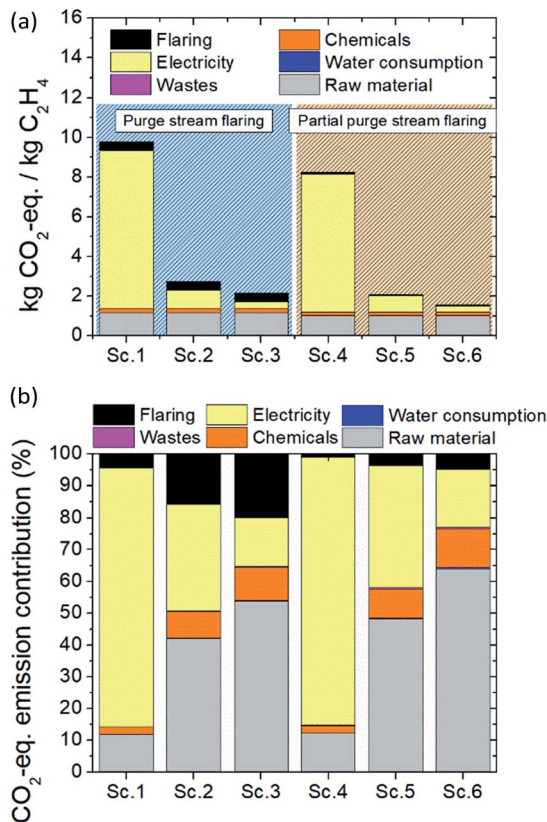 (a)
16
14
12
10
8
6
4
2
0
kg CO₂-eq. / kg C₂H₄
Flaring
Chemicals
Electricity
Water consumption
Wastes
Raw material
Purge stream flaring
Partial purge stream flaring
Sc.1 Sc.2 Sc.3 Sc.4 Sc.5 Sc.6
(b)
Flaring
Electricity
Water consumption
Wastes
Chemicals
Raw material
100
90
80
70
60
50
40
30
20
10
0
CO₂-eq. emission contribution (%)
Sc.1 Sc.2 Sc.3 Sc.4 Sc.5 Sc.6